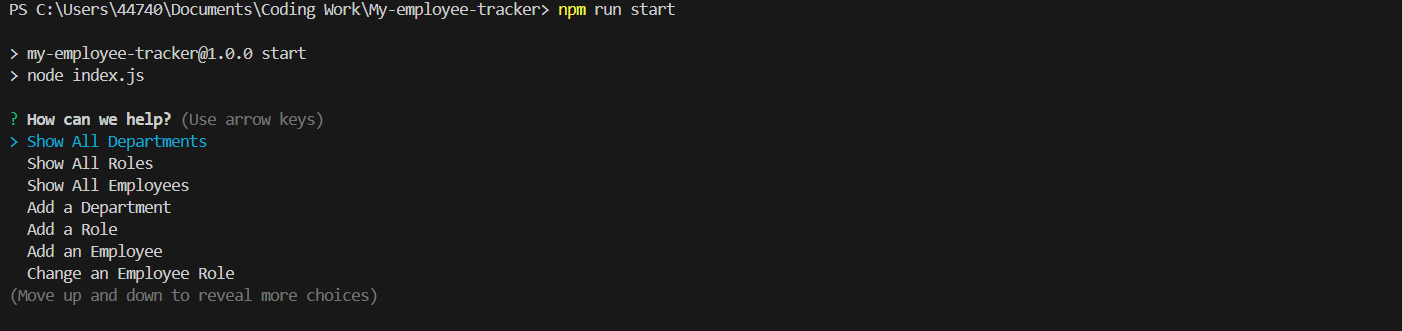 PS C:\Users\44740\Documents\Coding Work\My-employee-tracker> npm run start
> my-employee-tracker@1.0.0 start
> node index.js
? How can we help? (Use arrow keys)
> Show All Departments
Show All Roles
Show All Employees
Add a Department
Add a Role
Add an Employee
Change an Employee Role
(Move up and down to reveal more choices)